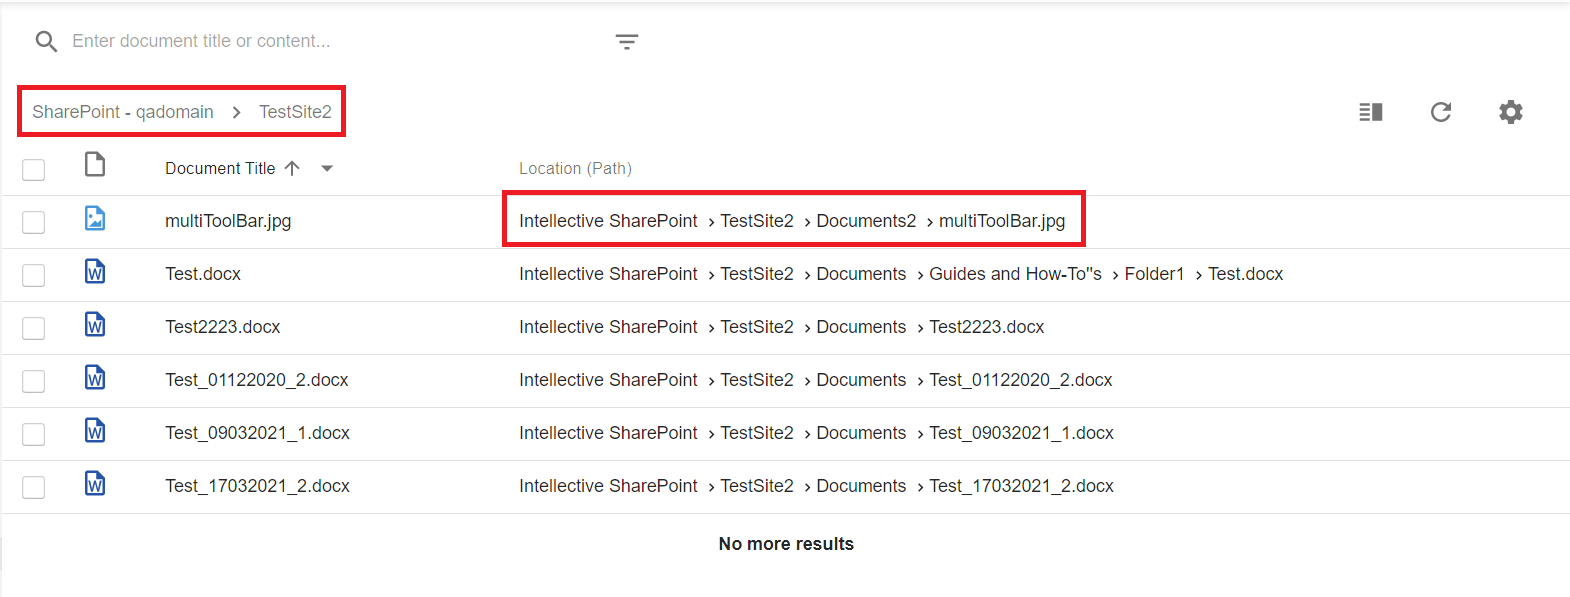 Enter document title or content...
SharePoint - qadomain > TestSite2
Document Title Location (Path)
multiToolBar.jpg Intellective SharePoint > TestSite2 > Documents2 > multiToolBar.jpg
Test.docx Intellective SharePoint > TestSite2 > Documents > Guides and How-To"s > Folder1 > Test.docx
Test2223.docx Intellective SharePoint > TestSite2 > Documents > Test2223.docx
Test_01122020_2.docx Intellective SharePoint > TestSite2 > Documents > Test_01122020_2.docx
Test_09032021_1.docx Intellective SharePoint > TestSite2 > Documents > Test_09032021_1.docx
Test_17032021_2.docx Intellective SharePoint > TestSite2 > Documents > Test_17032021_2.docx
No more results